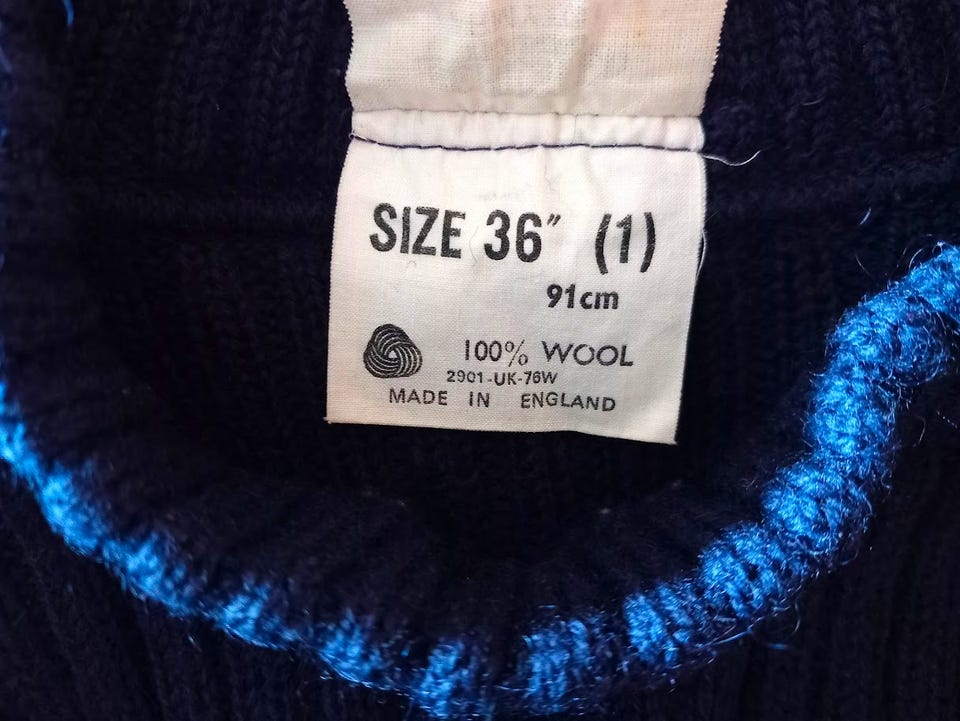 SIZE 36" (1)
91cm
100% WOOL
2901-UK-76W
MADE IN ENGLAND